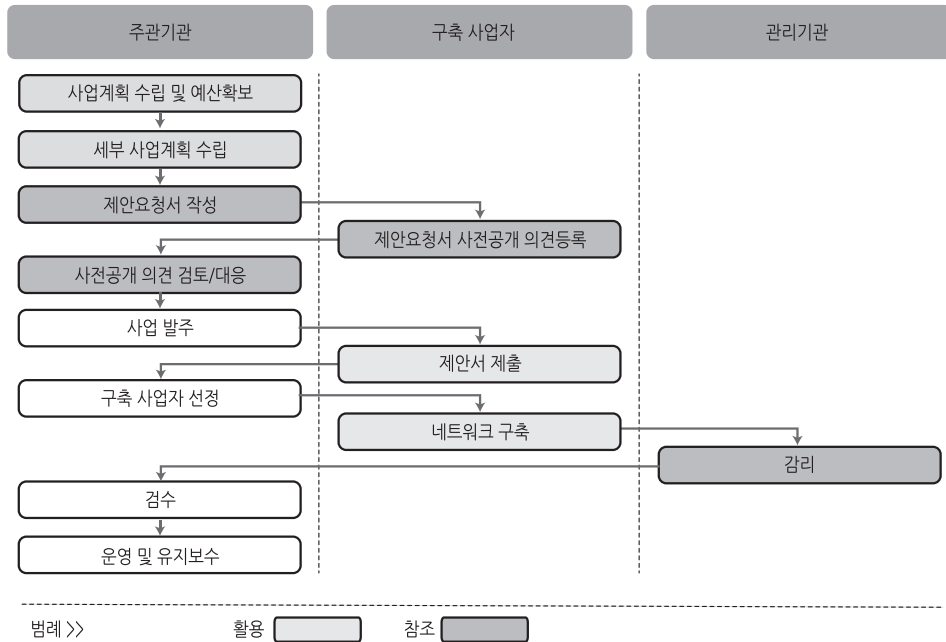 주관기관
구축 사업자
관리기관
사업계획 수립 및 예산확보
세부 사업계획 수립
제안요청서 작성
제안요청서 사전공개 의견등록
사전공개 의견 검토/대응
사업 발주
제안서 제출
구축 사업자 선정
네트워크 구축
감리
검수
운영 및 유지보수
범례 >> 활용 참조